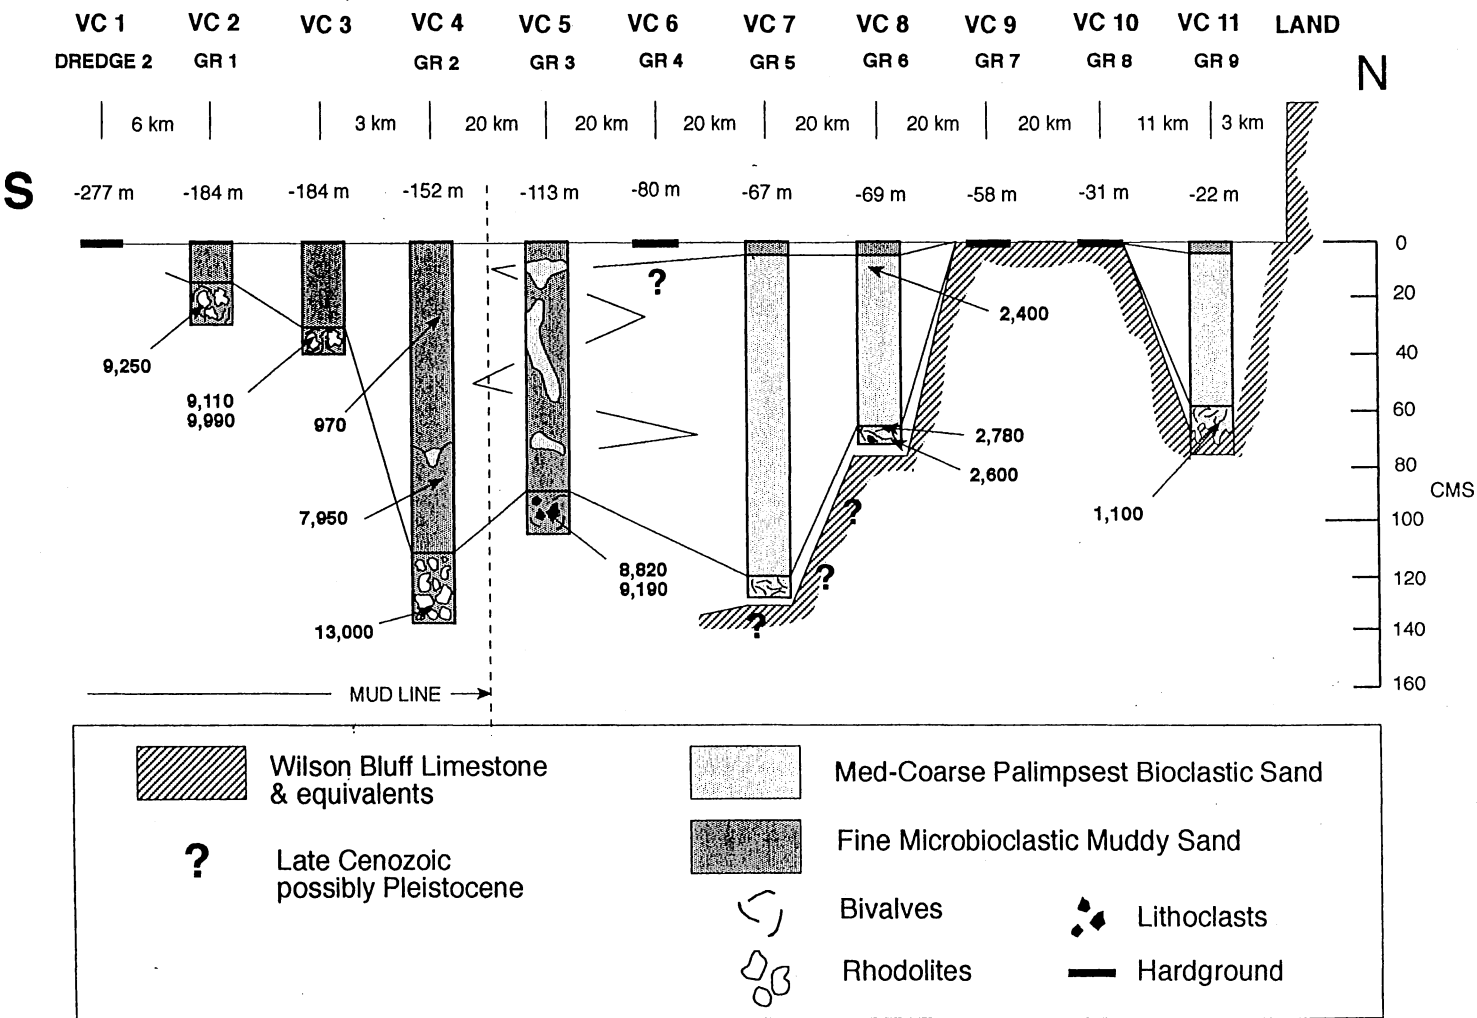 VC 1 VC 2 VC 3 VC 4 VC 5 VC 6 VC 7 VC 8 VC 9 VC 10 VC 11 LAND
DREDGE 2 GR 1 GR 2 GR 3 GR 4 GR 5 GR 6 GR 7 GR 8 GR 9
N
6 km 3 km 20 km 20 km 20 km 20 km 20 km 20 km 11 km 3 km
S
-277 m -184 m -184 m -152 m -113 m -80 m -67 m -69 m -58 m -31 m -22 m
0
?
20
2,400
40
9,250
9,110
9,990
970
60
2,780
2,600
80
CMS
7,950
?
1,100
100
8,820
9,190
?
120
13,000
?
140
160
MUD LINE
Wilson Bluff Limestone
& equivalents
?
Late Cenozoic
possibly Pleistocene
Med-Coarse Palimpsest Bioclastic Sand
Fine Microbioclastic Muddy Sand
Bivalves
Lithoclasts
Rhodolites
Hardground